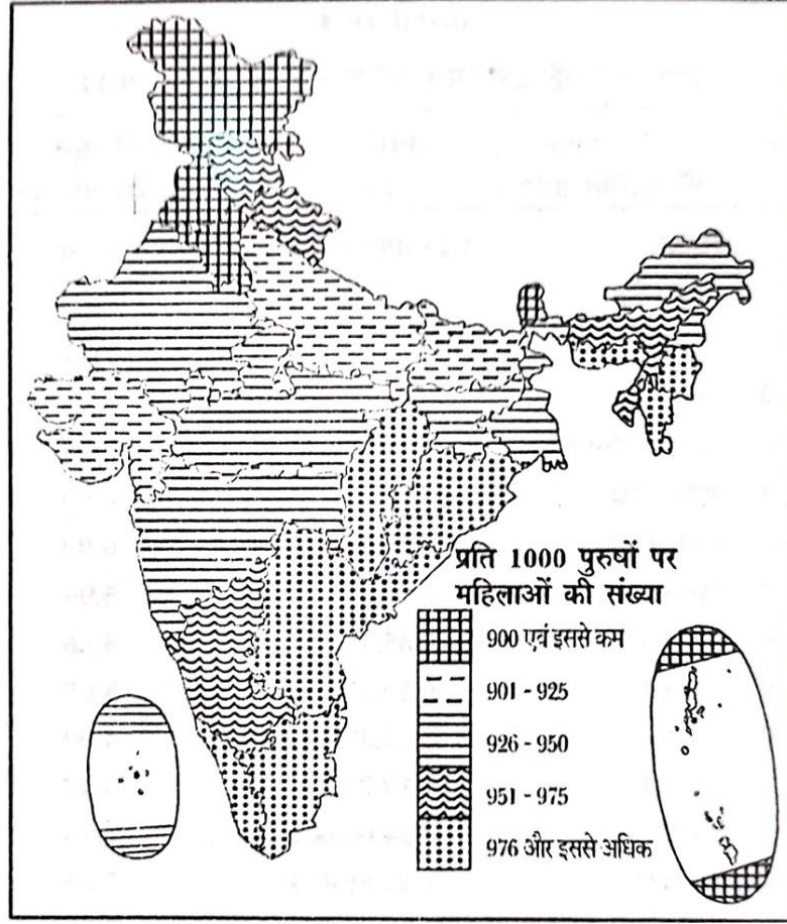 प्रति 1000 पुरुषों पर
महिलाओं की संख्या
900 एवं इससे कम
901 - 925
926 - 950
951 - 975
976 और इससे अधिक